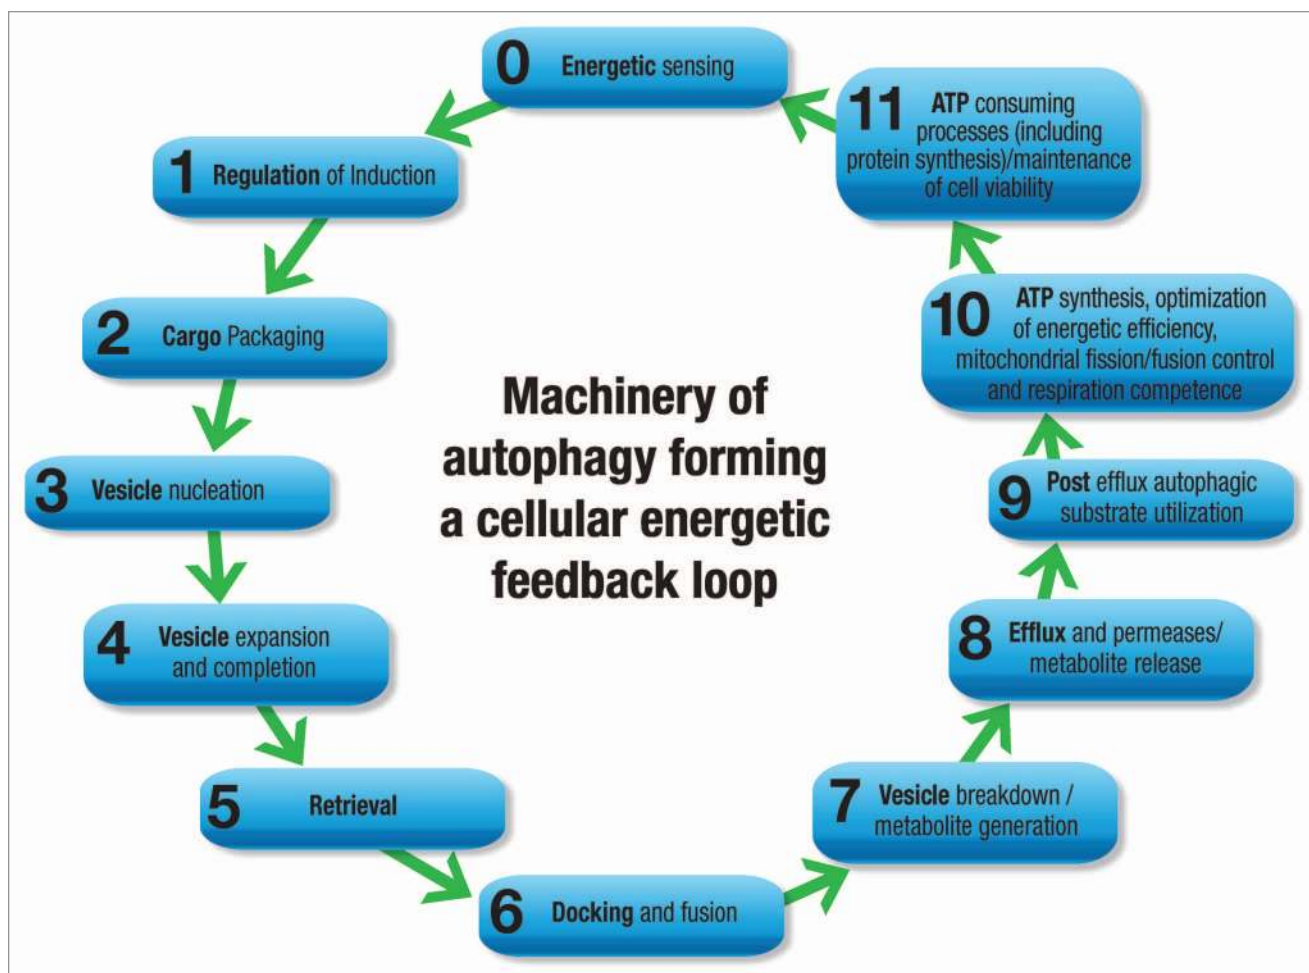 0 Energetic sensing
1 Regulation of Induction
2 Cargo Packaging
3 Vesicle nucleation
4 Vesicle expansion
and completion
5 Retrieval
6 Docking and fusion
7 Vesicle breakdown /
metabolite generation
8 Efflux and permeases/
metabolite release
9 Post efflux autophagic
substrate utilization
10 ATP synthesis, optimization
of energetic efficiency,
mitochondrial fission/fusion control
and respiration competence
11 ATP consuming
processes (including
protein synthesis)/maintenance
of cell viability
Machinery of
autophagy forming
a cellular energetic
feedback loop